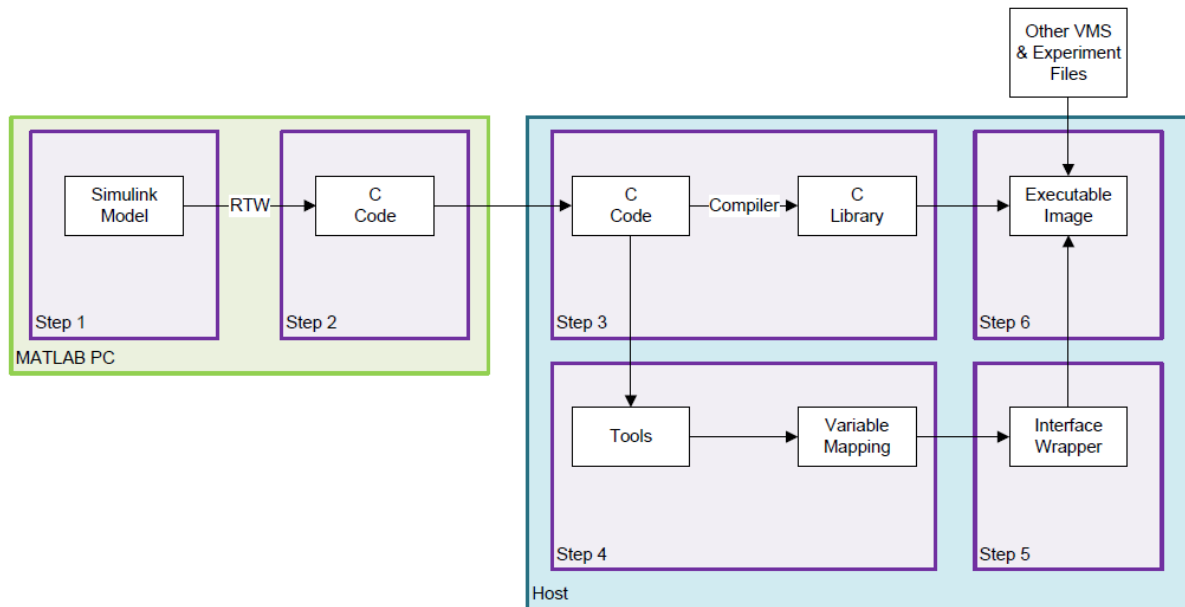 Other VMS
& Experiment
Files
Simulink
Model
RTW
C
Code
C
Code
Compiler
C
Library
Executable
Image
Step 1
Step 2
Step 3
Step 6
MATLAB PC
Tools
Variable
Mapping
Interface
Wrapper
Step 4
Step 5
Host